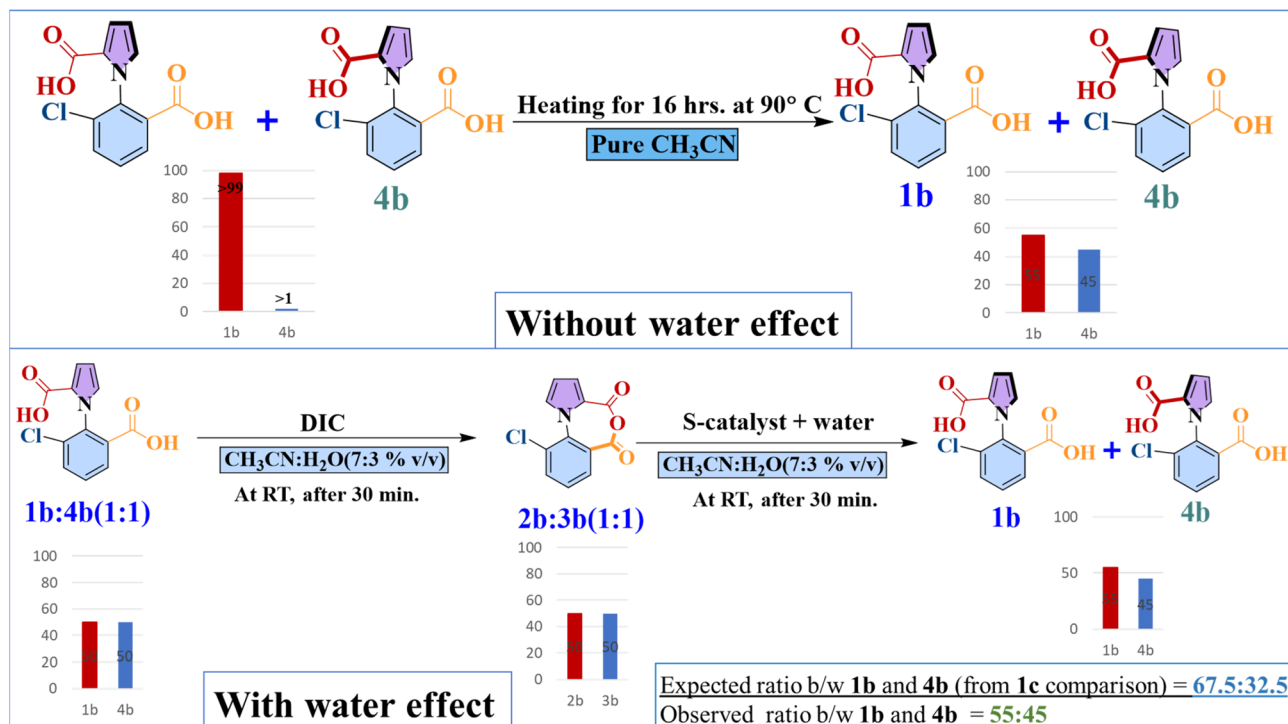 O
HO
N
Cl
O
OH
+
O
HO
N
Cl
O
OH
4b
Heating for 16 hrs. at 90° C
Pure CH₃CN
O
HO
N
Cl
O
OH
1b
+
O
HO
N
Cl
O
OH
4b
100
80
60
40
20
0
>99
>1
1b
4b
100
80
60
40
20
0
55
45
1b
4b
Without water effect
O
HO
N
Cl
O
OH
1b:4b(1:1)
DIC
CH₃CN:H₂O(7:3 % v/v)
At RT, after 30 min.
O
N
O
Cl
O
2b:3b(1:1)
S-catalyst + water
CH₃CN:H₂O(7:3 % v/v)
At RT, after 30 min.
O
HO
N
Cl
O
OH
1b
+
O
HO
N
Cl
O
OH
4b
100
80
60
40
20
0
50
50
1b
4b
100
80
60
40
20
0
50
50
2b
3b
100
50
0
55
45
1b
4b
With water effect
Expected ratio b/w 1b and 4b (from 1c comparison) = 67.5:32.5
Observed ratio b/w 1b and 4b = 55:45